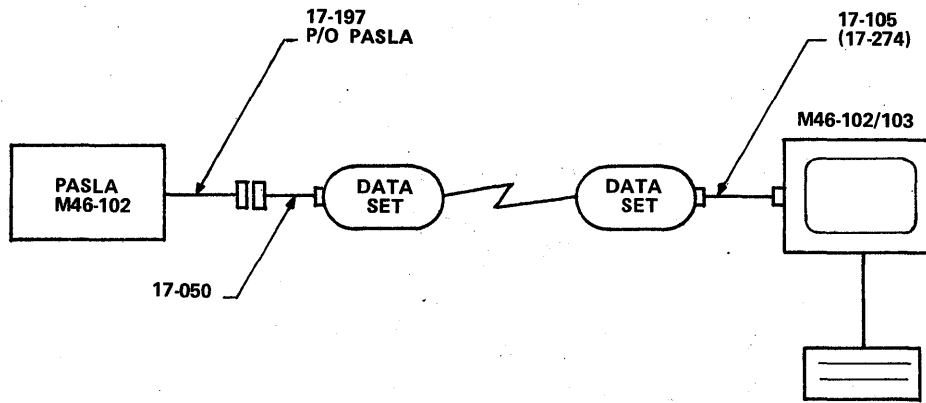 17-197
P/O PASLA
17-105
(17-274)
M46-102/103
PASLA
M46-102
DATA
SET
DATA
SET
17-050